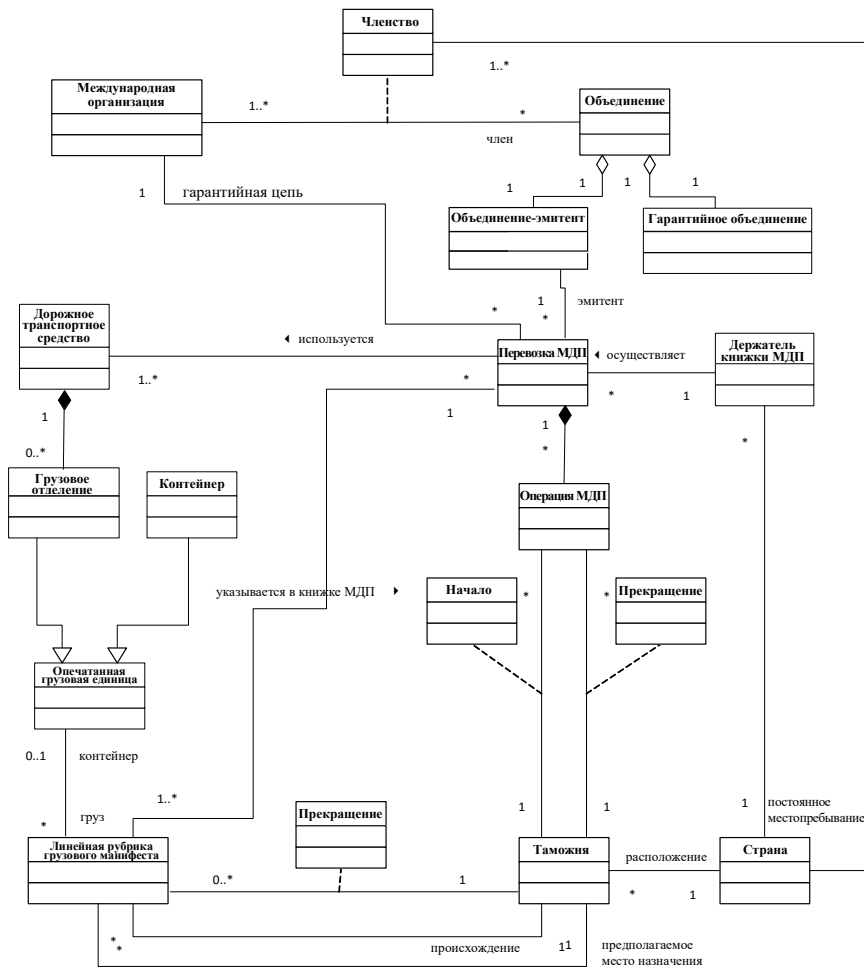 Членство
1..*
Международная
организация
1..*
*
член
Объединение
1
гарантийная цепь
1
1
1
1
Объединение-эмитент
Гарантийное объединение
1
эмитент
*
*
Дорожное
транспортное
средство
используется
1..*
Перевозка МДП
осуществляет
*
1
Держатель
книжки МДП
*
1
1
*
1
0..*
*
Грузовое
отделение
Контейнер
Операция МДП
указывается в книжке МДП
Начало
*
*
Прекращение
Опечатанная
грузовая единица
0..1
контейнер
*
груз
1..*
Прекращение
1
1
1
постоянное
местопребывание
Линейная рубрика
грузового манифеста
0..*
1
Таможня
расположение
*
1
Страна
*
*
происхождение
1
1
предполагаемое
место назначения